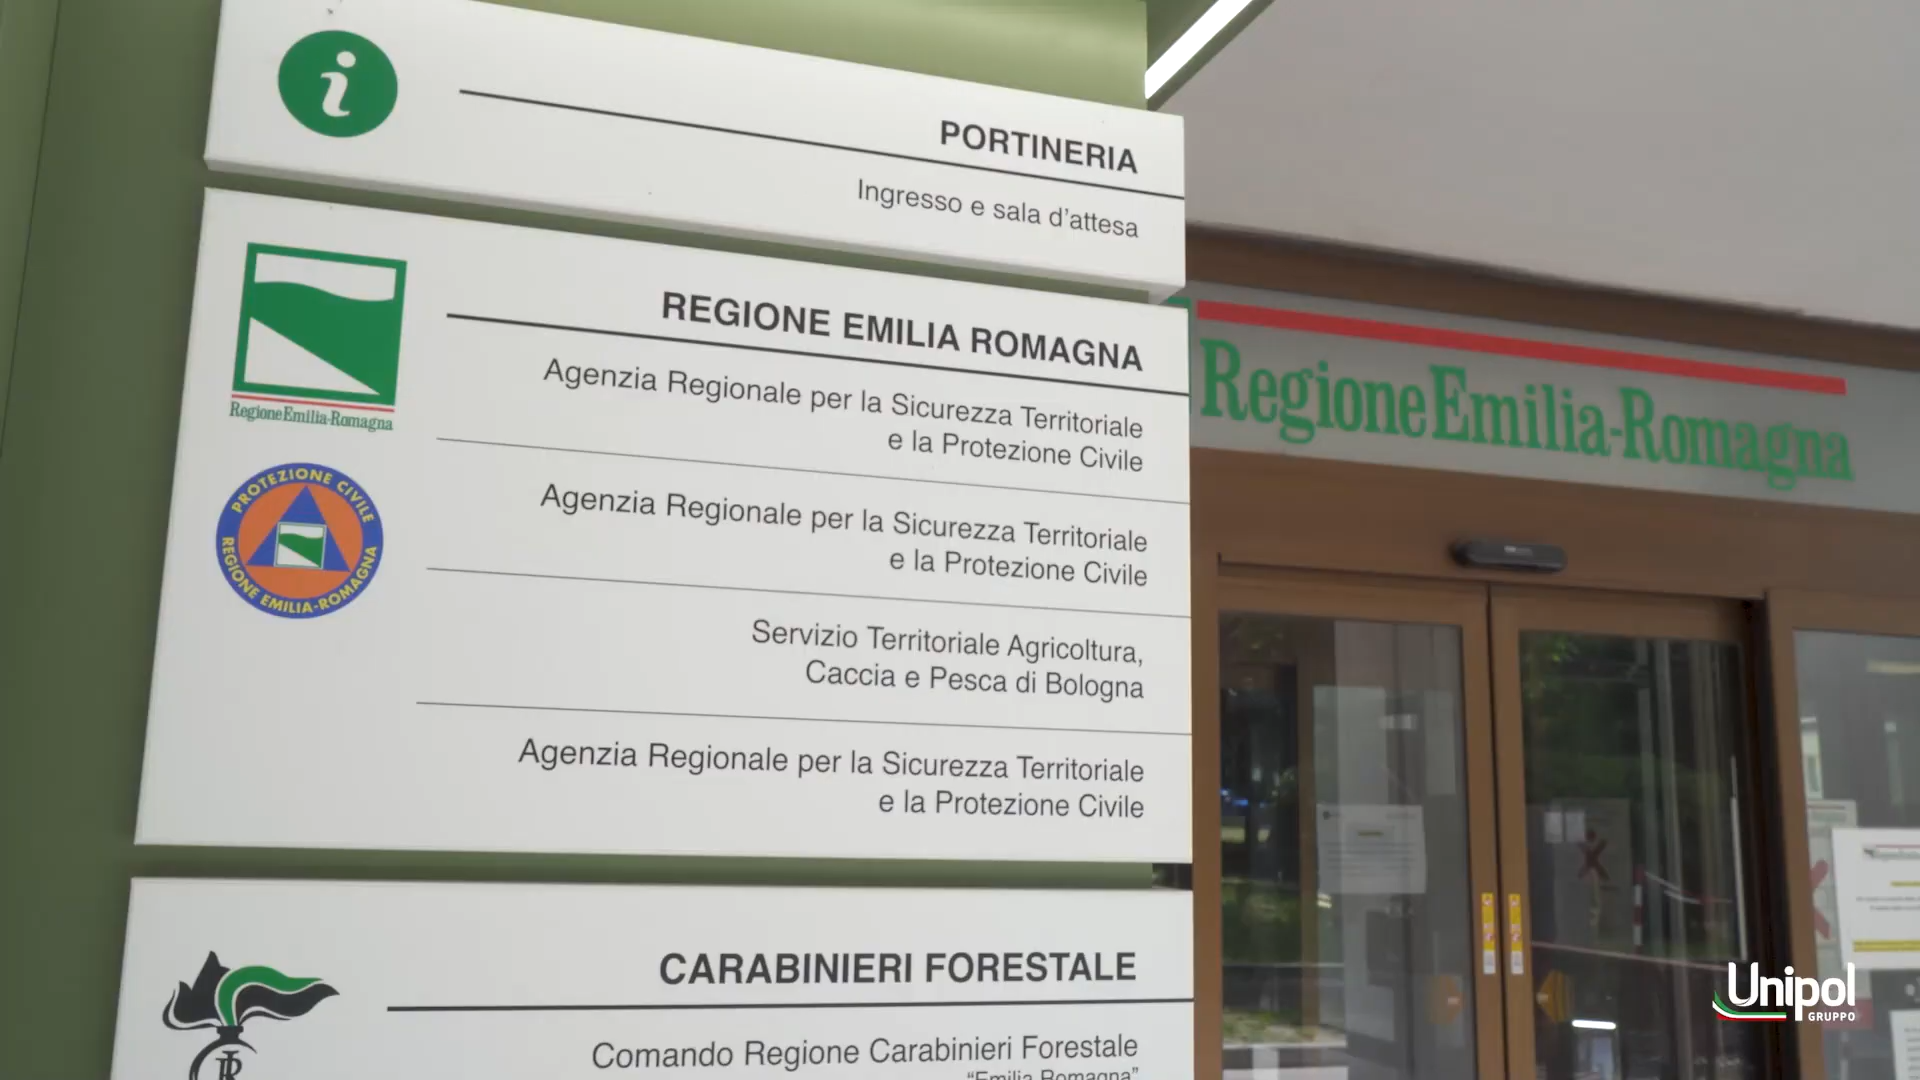 i
PORTINERIA
Ingresso e sala d'attesa
REGIONE EMILIA ROMAGNA
Agenzia Regionale per la Sicurezza Territoriale
e la Protezione Civile
Agenzia Regionale per la Sicurezza Territoriale
e la Protezione Civile
Servizio Territoriale Agricoltura,
Caccia e Pesca di Bologna
Agenzia Regionale per la Sicurezza Territoriale
e la Protezione Civile
RegioneEmilia-Romagna
PROTEZIONE CIVILE
REGIONE EMILIA-ROMAGNA
CARABINIERI FORESTALE
Comando Regione Carabinieri Forestale
"Emilia Romagna"
RegioneEmilia-Romagna
Unipol
GRUPPO